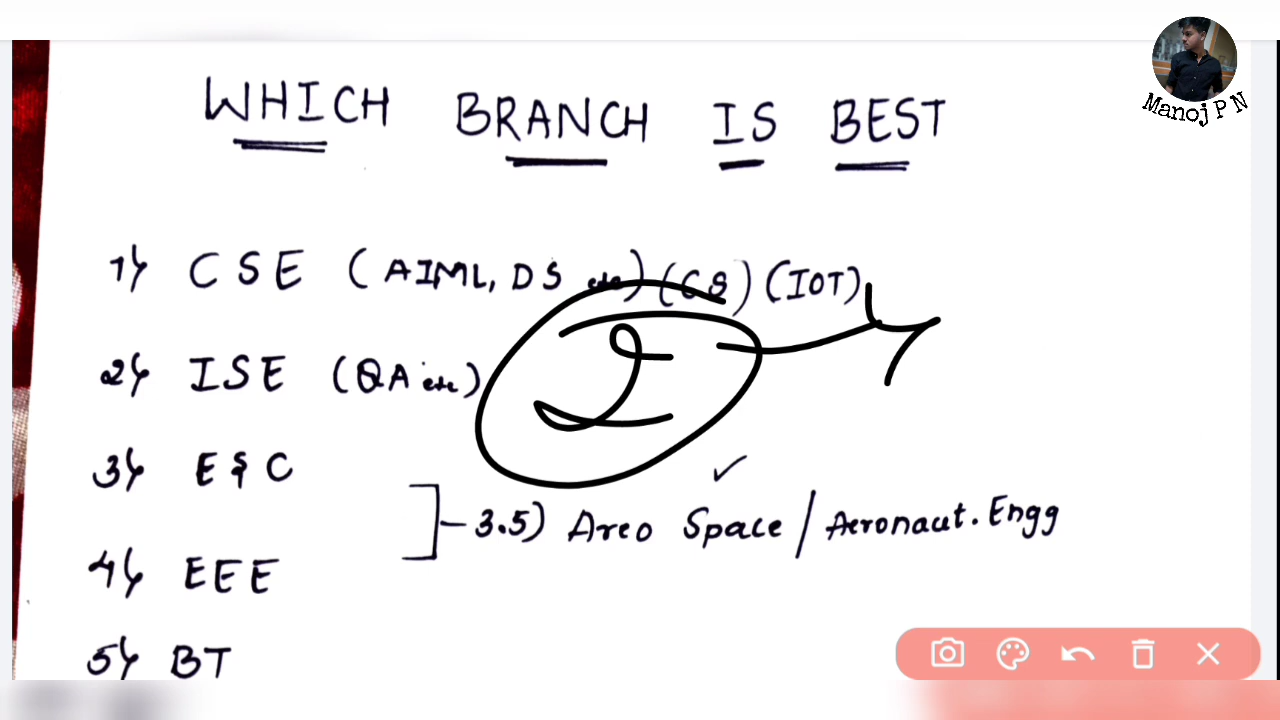 Manoj P N
WHICH BRANCH IS BEST
1) CSE (AIML, DS etc) (CS) (IOT)
2) ISE (QA etc)
2
3) E & C
3.5) Areo Space / Aeronaut. Engg
4) EEE
5) BT